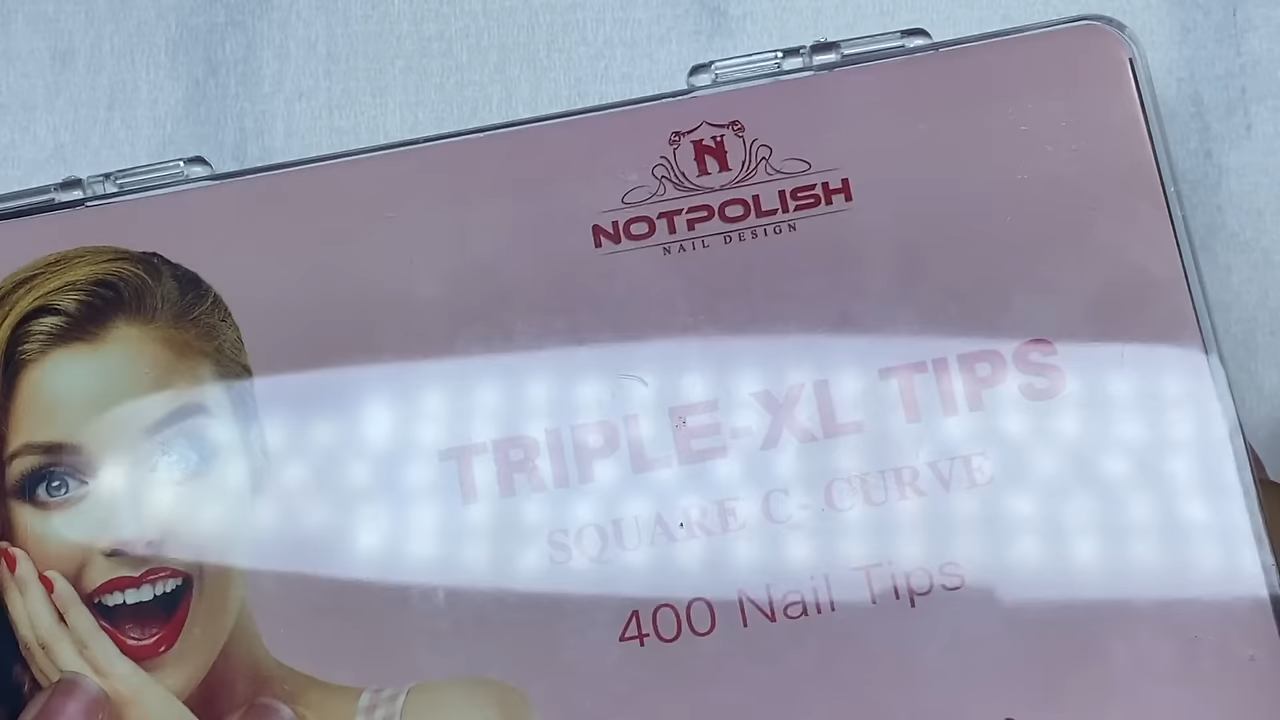 N
NOTPOLISH
NAIL DESIGN
TRIPLE-XL TIPS
SQUARE C-CURVE
400 Nail Tips